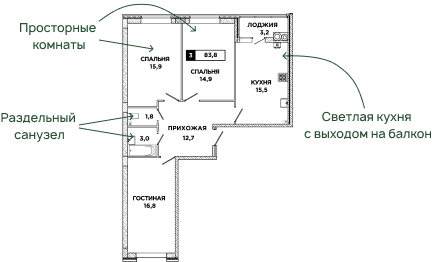 Просторные
комнаты
ЛОДЖИЯ
3,2
3 83,8
СПАЛЬНЯ
15,9
СПАЛЬНЯ
14,9
КУХНЯ
15,5
Раздельный
санузел
1,8
3,0
ПРИХОЖАЯ
12,7
Светлая кухня
с выходом на балкон
ГОСТИНАЯ
16,8